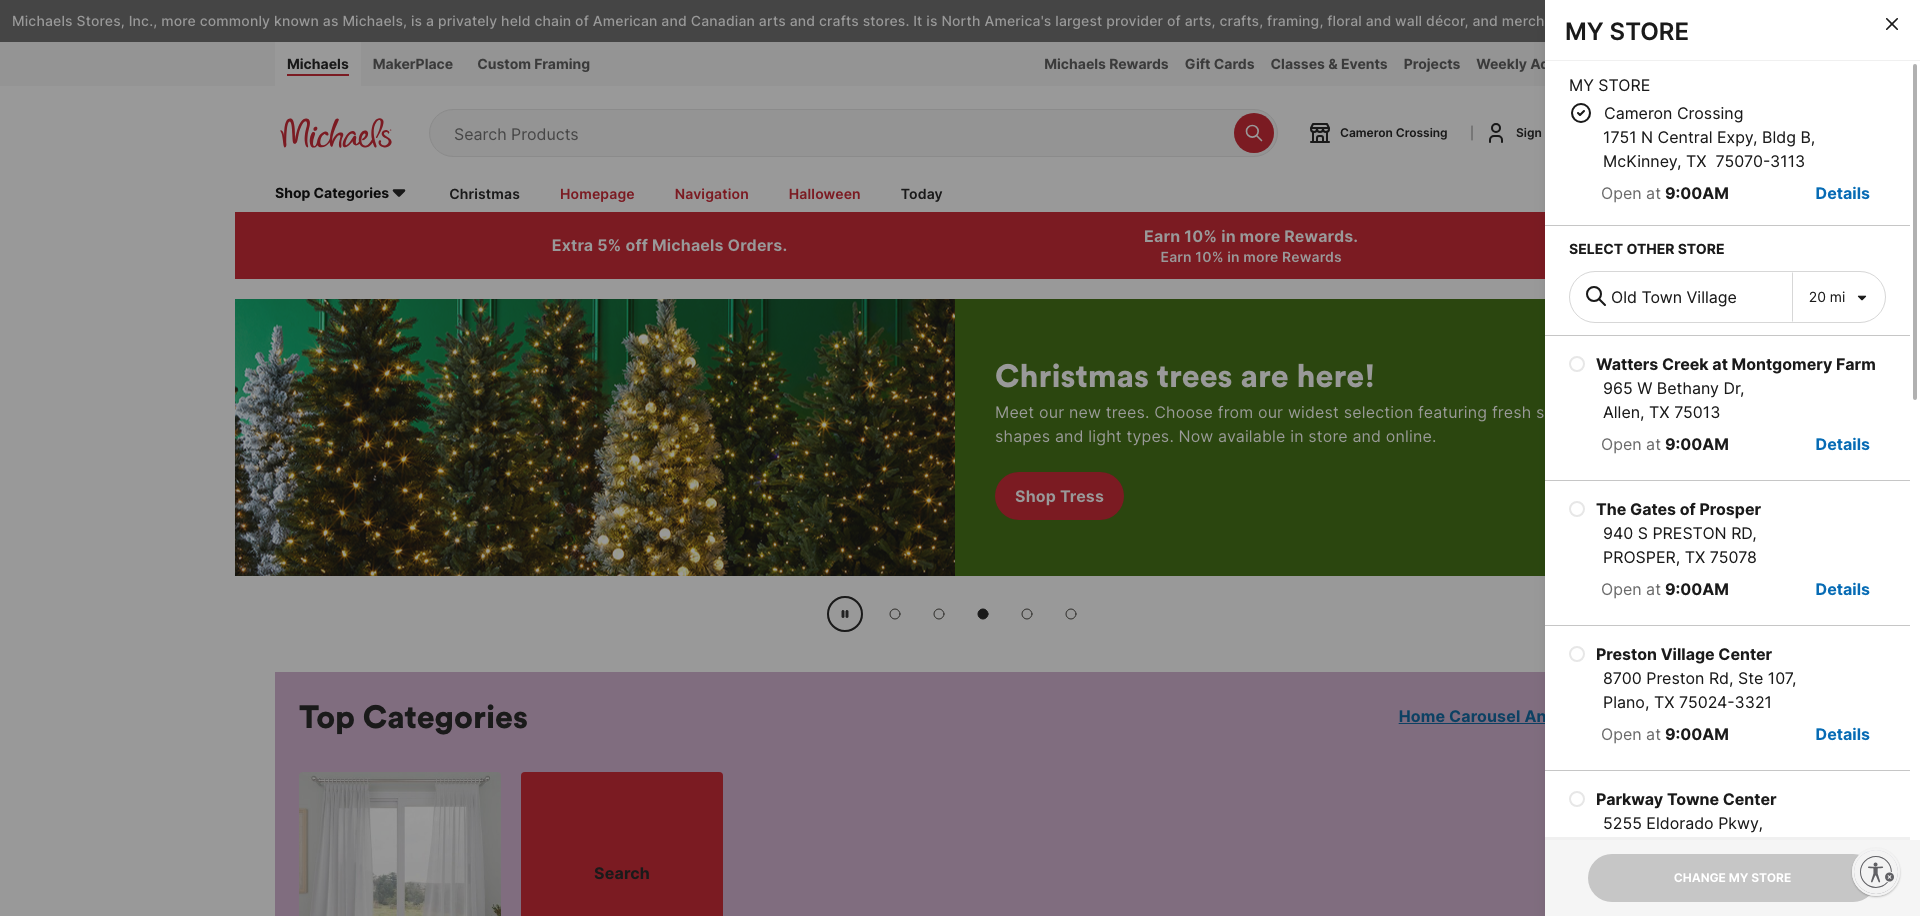 Michaels Stores, Inc., more commonly known as Michaels, is a privately held chain of American and Canadian arts and crafts stores. It is North America's largest provider of arts, crafts, framing, floral and wall décor, and merch
Michaels
MakerPlace
Custom Framing
Michaels Rewards
Gift Cards
Classes & Events
Projects
Weekly Ad
Michaels
Search Products
Cameron Crossing
Sign
Shop Categories
Christmas
Homepage
Navigation
Halloween
Today
Extra 5% off Michaels Orders.
Earn 10% in more Rewards.
Earn 10% in more Rewards
Christmas trees are here!
Meet our new trees. Choose from our widest selection featuring fresh s
shapes and light types. Now available in store and online.
Shop Tress
Top Categories
Home Carousel An
Search
MY STORE
MY STORE
Cameron Crossing
1751 N Central Expy, Bldg B,
McKinney, TX 75070-3113
Open at 9:00AM
Details
SELECT OTHER STORE
Old Town Village
20 mi
Watters Creek at Montgomery Farm
965 W Bethany Dr,
Allen, TX 75013
Open at 9:00AM
Details
The Gates of Prosper
940 S PRESTON RD,
PROSPER, TX 75078
Open at 9:00AM
Details
Preston Village Center
8700 Preston Rd, Ste 107,
Plano, TX 75024-3321
Open at 9:00AM
Details
Parkway Towne Center
5255 Eldorado Pkwy,
CHANGE MY STORE